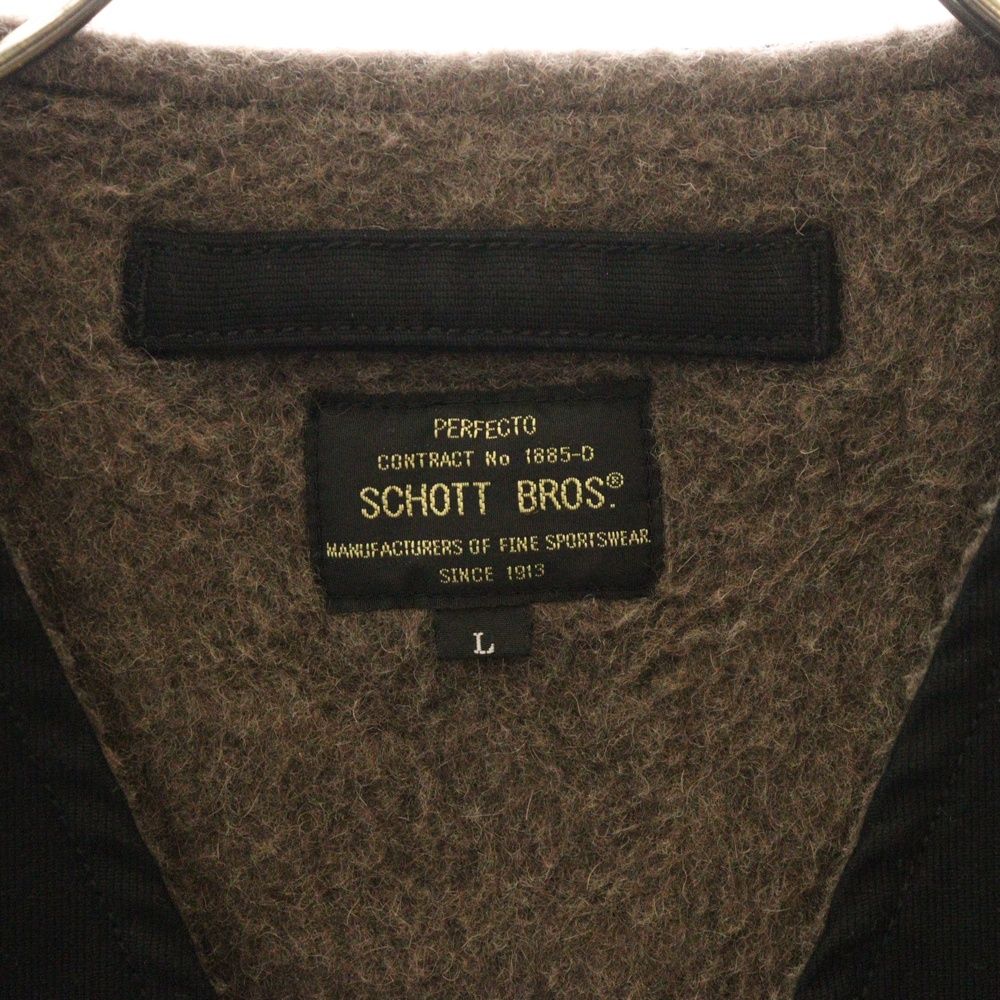 PERFECTO
CONTRACT No 1885-D
SCHOTT BROS.®
MANUFACTURERS OF FINE SPORTSWEAR
SINCE 1913
L